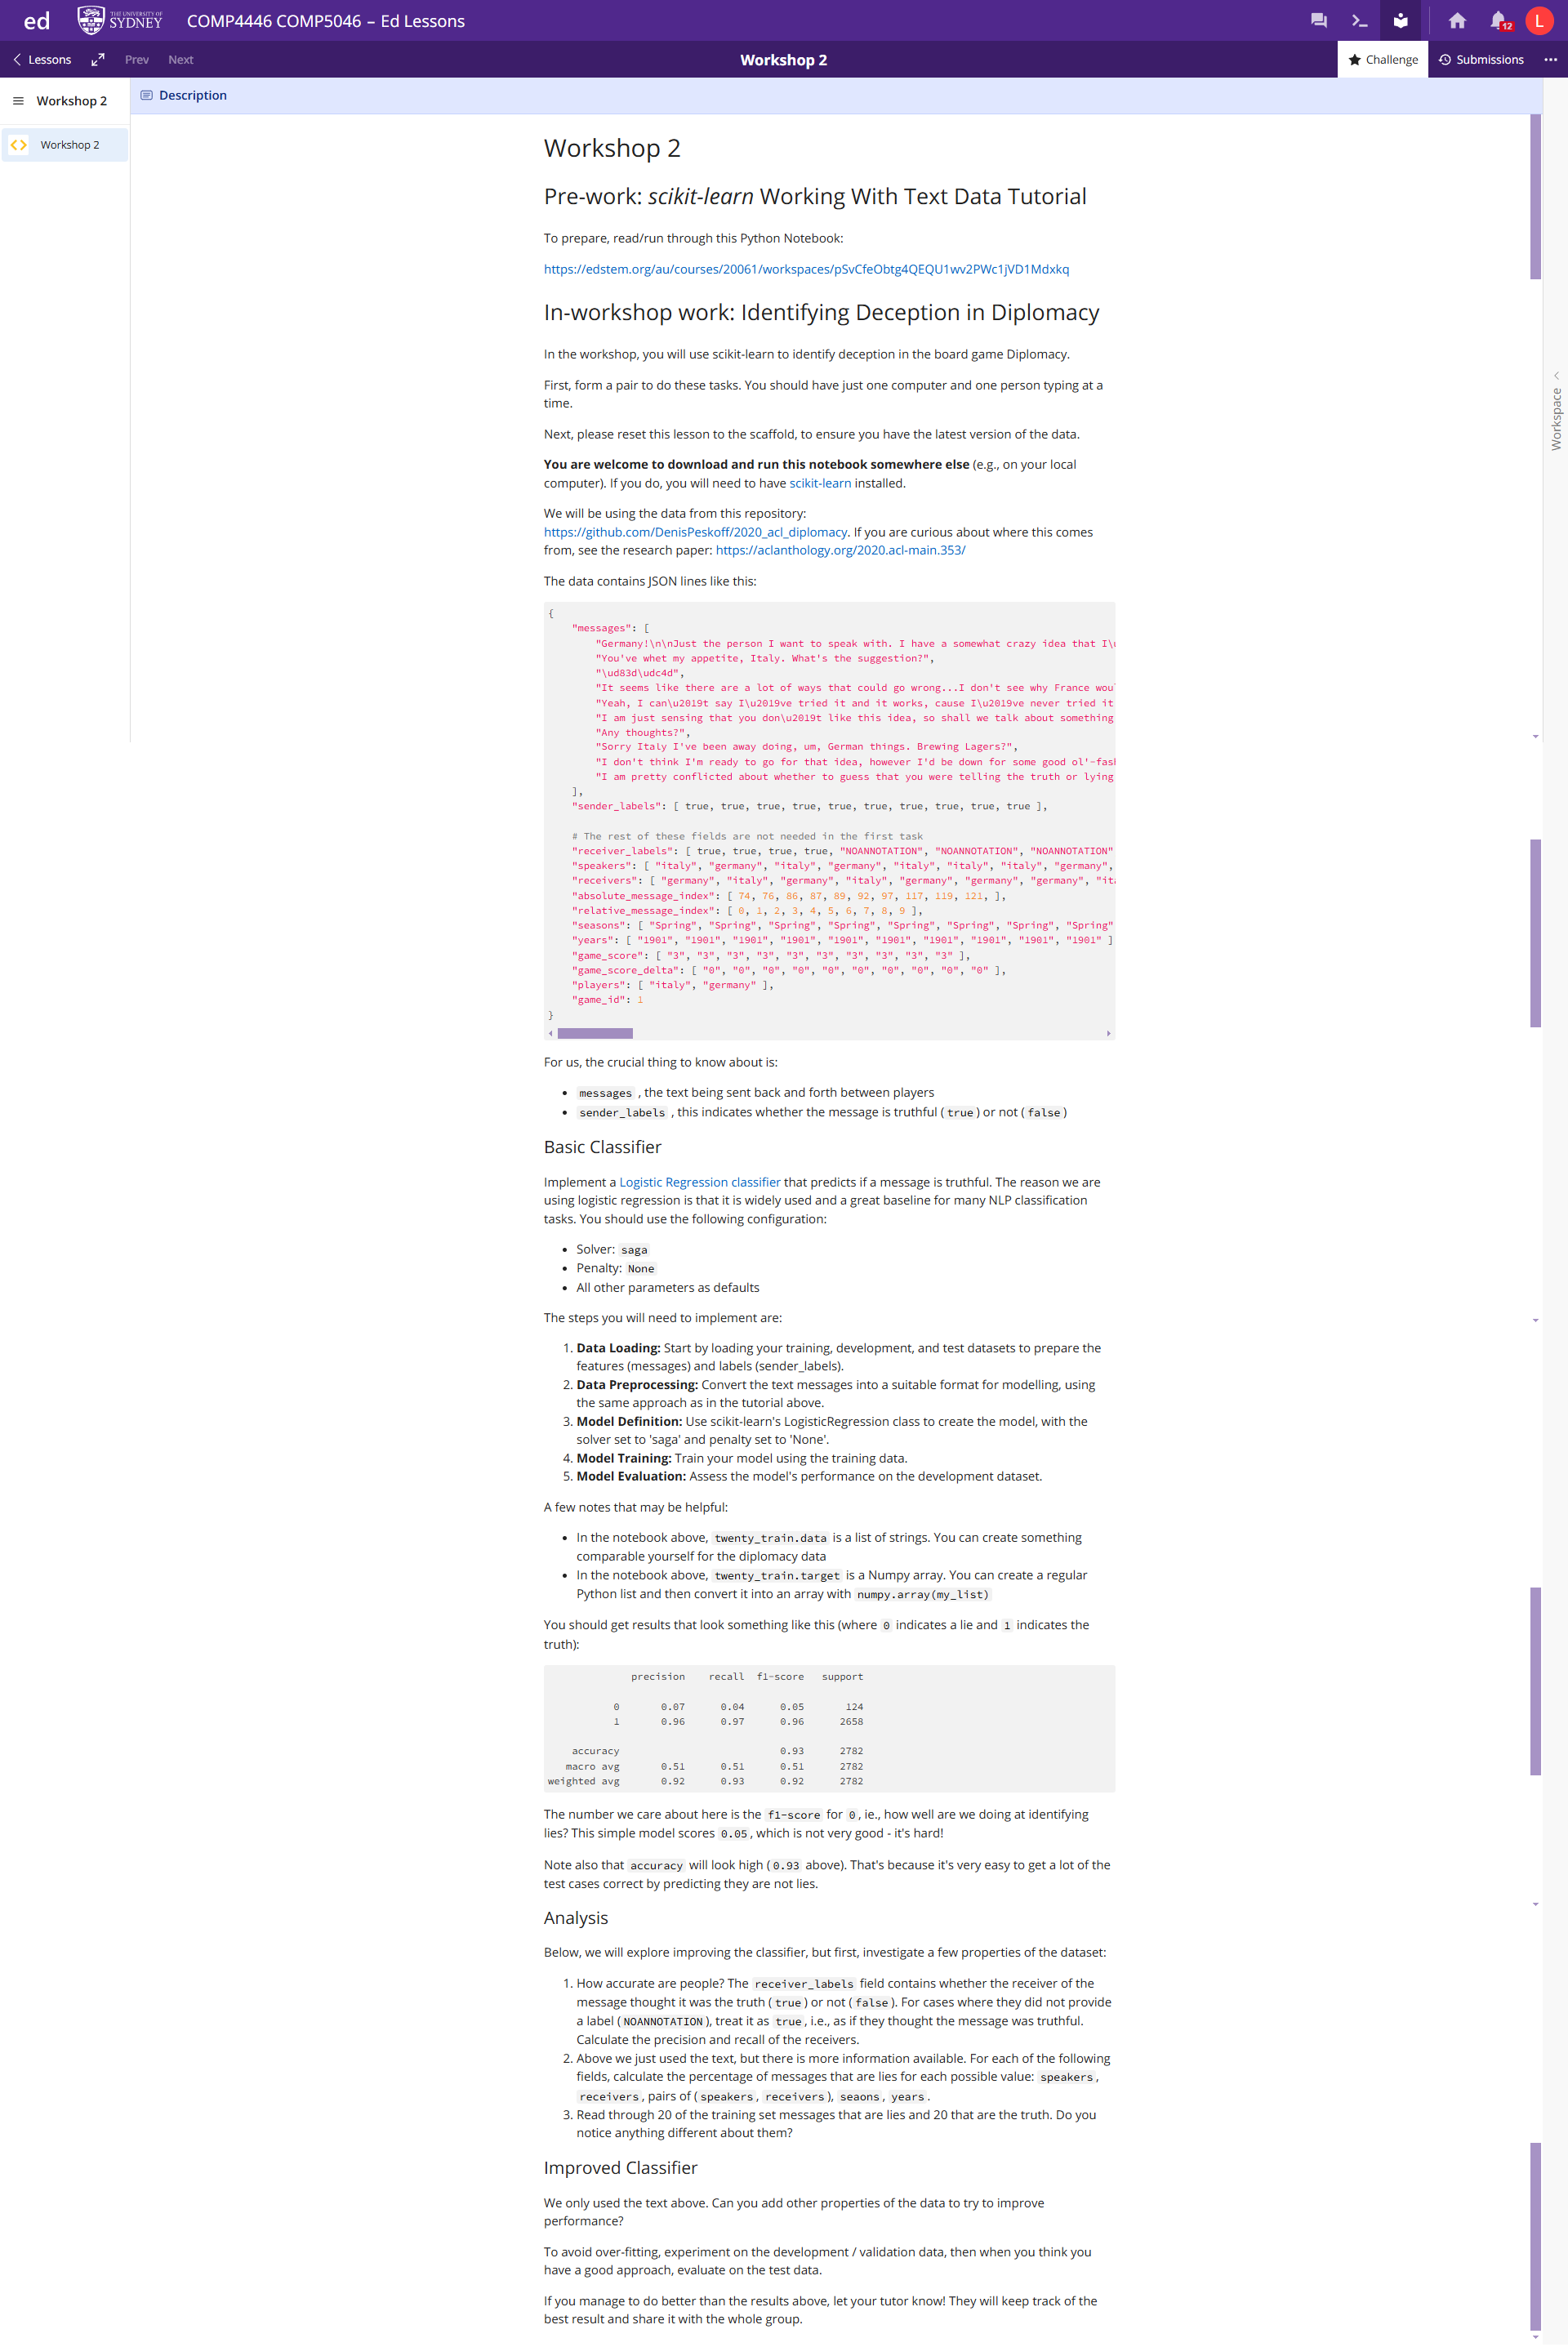 ed
THE UNIVERSITY OF
SYDNEY
COMP4446 COMP5046 – Ed Lessons
12
L
Lessons
Prev
Next
Workshop 2
Challenge
Submissions
Workshop 2
Workshop 2
Description
Workspace
Workshop 2
Pre-work: scikit-learn Working With Text Data Tutorial
To prepare, read/run through this Python Notebook:
https://edstem.org/au/courses/20061/workspaces/pSvCfeObtg4QEQU1wv2PWc1jVD1Mdxkq
In-workshop work: Identifying Deception in Diplomacy
In the workshop, you will use scikit-learn to identify deception in the board game Diplomacy.
First, form a pair to do these tasks. You should have just one computer and one person typing at a
time.
Next, please reset this lesson to the scaffold, to ensure you have the latest version of the data.
You are welcome to download and run this notebook somewhere else (e.g., on your local
computer). If you do, you will need to have scikit-learn installed.
We will be using the data from this repository:
https://github.com/DenisPeskoff/2020_acl_diplomacy. If you are curious about where this comes
from, see the research paper: https://aclanthology.org/2020.acl-main.353/
The data contains JSON lines like this:
{
"messages": [
"Germany!\n\nJust the person I want to speak with. I have a somewhat crazy idea that I\u
"You've whet my appetite, Italy. What's the suggestion?",
"\ud83d\udc4d",
"It seems like there are a lot of ways that could go wrong...I don't see why France wou
"Yeah, I can\u2019t say I\u2019ve tried it and it works, cause I\u2019ve never tried it
"I am just sensing that you don\u2019t like this idea, so shall we talk about something
"Any thoughts?",
"Sorry Italy I've been away doing, um, German things. Brewing Lagers?",
"I don't think I'm ready to go for that idea, however I'd be down for some good ol'-fash
"I am pretty conflicted about whether to guess that you were telling the truth or lying
],
"sender_labels": [ true, true, true, true, true, true, true, true, true, true ],
# The rest of these fields are not needed in the first task
"receiver_labels": [ true, true, true, true, "NOANNOTATION", "NOANNOTATION", "NOANNOTATION"
"speakers": [ "italy", "germany", "italy", "germany", "italy", "italy", "italy", "germany",
"receivers": [ "germany", "italy", "germany", "italy", "germany", "germany", "germany", "ita
"absolute_message_index": [ 74, 76, 86, 87, 89, 92, 97, 117, 119, 121, ],
"relative_message_index": [ 0, 1, 2, 3, 4, 5, 6, 7, 8, 9 ],
"seasons": [ "Spring", "Spring", "Spring", "Spring", "Spring", "Spring", "Spring", "Spring"
"years": [ "1901", "1901", "1901", "1901", "1901", "1901", "1901", "1901", "1901", "1901" ]
"game_score": [ "3", "3", "3", "3", "3", "3", "3", "3", "3", "3" ],
"game_score_delta": [ "0", "0", "0", "0", "0", "0", "0", "0", "0", "0" ],
"players": [ "italy", "germany" ],
"game_id": 1
}
For us, the crucial thing to know about is:
• messages , the text being sent back and forth between players
• sender_labels , this indicates whether the message is truthful ( true ) or not ( false )
Basic Classifier
Implement a Logistic Regression classifier that predicts if a message is truthful. The reason we are
using logistic regression is that it is widely used and a great baseline for many NLP classification
tasks. You should use the following configuration:
• Solver: saga
• Penalty: None
• All other parameters as defaults
The steps you will need to implement are:
1. Data Loading: Start by loading your training, development, and test datasets to prepare the
features (messages) and labels (sender_labels).
2. Data Preprocessing: Convert the text messages into a suitable format for modelling, using
the same approach as in the tutorial above.
3. Model Definition: Use scikit-learn's LogisticRegression class to create the model, with the
solver set to 'saga' and penalty set to 'None'.
4. Model Training: Train your model using the training data.
5. Model Evaluation: Assess the model's performance on the development dataset.
A few notes that may be helpful:
• In the notebook above, twenty_train.data is a list of strings. You can create something
comparable yourself for the diplomacy data
• In the notebook above, twenty_train.target is a Numpy array. You can create a regular
Python list and then convert it into an array with numpy.array(my_list)
You should get results that look something like this (where 0 indicates a lie and 1 indicates the
truth):
precision recall f1-score support
0 0.07 0.04 0.05 124
1 0.96 0.97 0.96 2658
accuracy 0.93 2782
macro avg 0.51 0.51 0.51 2782
weighted avg 0.92 0.93 0.92 2782
The number we care about here is the f1-score for 0 , ie., how well are we doing at identifying
lies? This simple model scores 0.05 , which is not very good - it's hard!
Note also that accuracy will look high ( 0.93 above). That's because it's very easy to get a lot of the
test cases correct by predicting they are not lies.
Analysis
Below, we will explore improving the classifier, but first, investigate a few properties of the dataset:
1. How accurate are people? The receiver_labels field contains whether the receiver of the
message thought it was the truth ( true ) or not ( false ). For cases where they did not provide
a label ( NOANNOTATION ), treat it as true , i.e., as if they thought the message was truthful.
Calculate the precision and recall of the receivers.
2. Above we just used the text, but there is more information available. For each of the following
fields, calculate the percentage of messages that are lies for each possible value: speakers ,
receivers , pairs of ( speakers , receivers ), seaons , years .
3. Read through 20 of the training set messages that are lies and 20 that are the truth. Do you
notice anything different about them?
Improved Classifier
We only used the text above. Can you add other properties of the data to try to improve
performance?
To avoid over-fitting, experiment on the development / validation data, then when you think you
have a good approach, evaluate on the test data.
If you manage to do better than the results above, let your tutor know! They will keep track of the
best result and share it with the whole group.